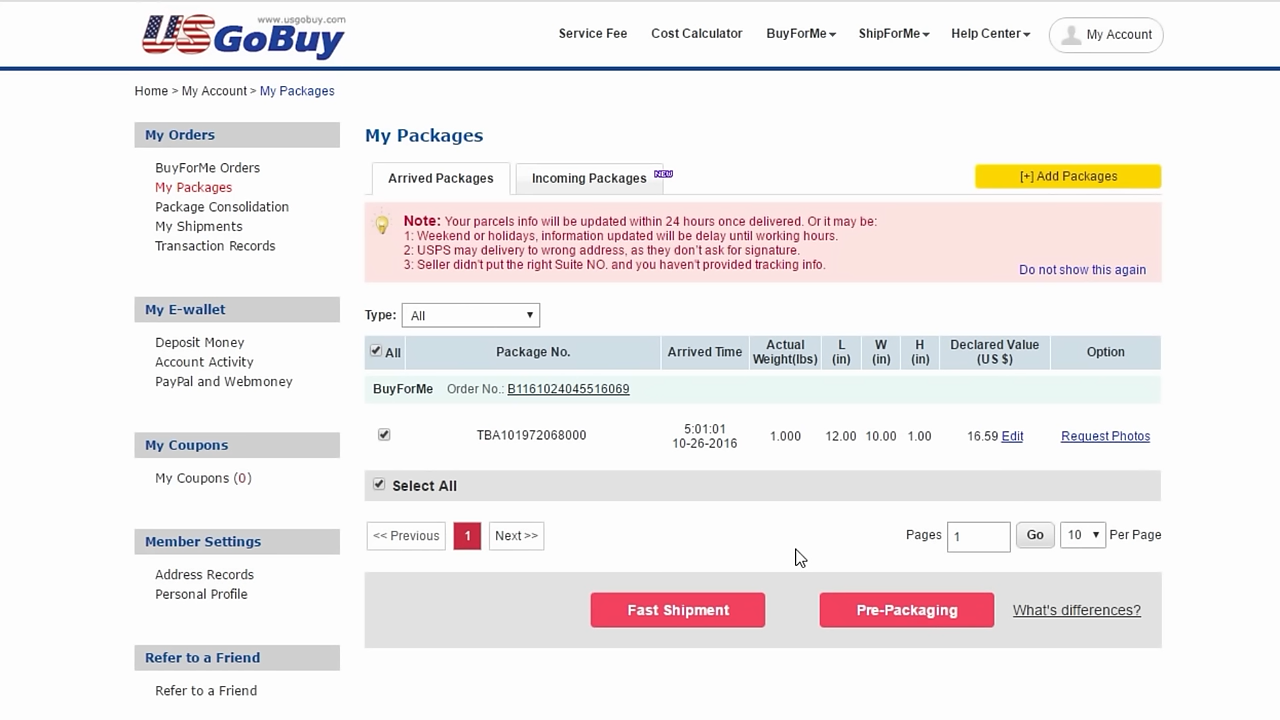 www.usgobuy.com
USGoBuy
Service Fee Cost Calculator BuyForMe ShipForMe Help Center My Account
Home > My Account > My Packages
My Orders
BuyForMe Orders
My Packages
Package Consolidation
My Shipments
Transaction Records
My E-wallet
Deposit Money
Account Activity
PayPal and Webmoney
My Coupons
My Coupons (0)
Member Settings
Address Records
Personal Profile
Refer to a Friend
Refer to a Friend
My Packages
Arrived Packages Incoming Packages NEW [+] Add Packages
Note: Your parcels info will be updated within 24 hours once delivered. Or it may be:
1: Weekend or holidays, information updated will be delay until working hours.
2: USPS may delivery to wrong address, as they don't ask for signature.
3: Seller didn't put the right Suite NO. and you haven't provided tracking info.
Do not show this again
Type: All
All Package No. Arrived Time Actual Weight(lbs) L (in) W (in) H (in) Declared Value (US $) Option
BuyForMe Order No.: B1161024045516069
TBA101972068000 5:01:01 10-26-2016 1.000 12.00 10.00 1.00 16.59 Edit Request Photos
Select All
<< Previous 1 Next >> Pages 1 Go 10 Per Page
Fast Shipment Pre-Packaging What's differences?